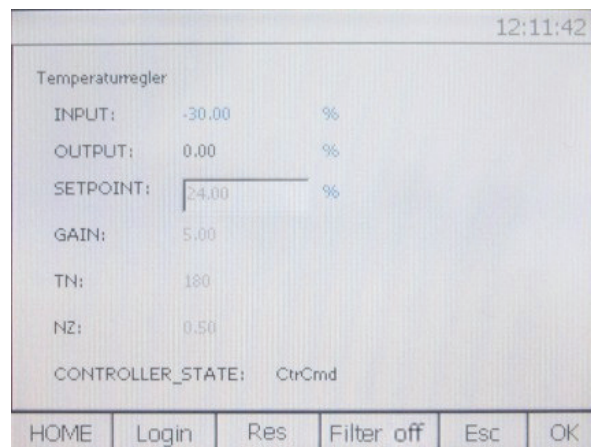 12:11:42
Temperaturregler
INPUT: -30.00 %
OUTPUT: 0.00 %
SETPOINT: 24.00 %
GAIN: 5.00
TN: 180
NZ: 0.50
CONTROLLER_STATE: CtrCmd
HOME Login Res Filter off Esc OK